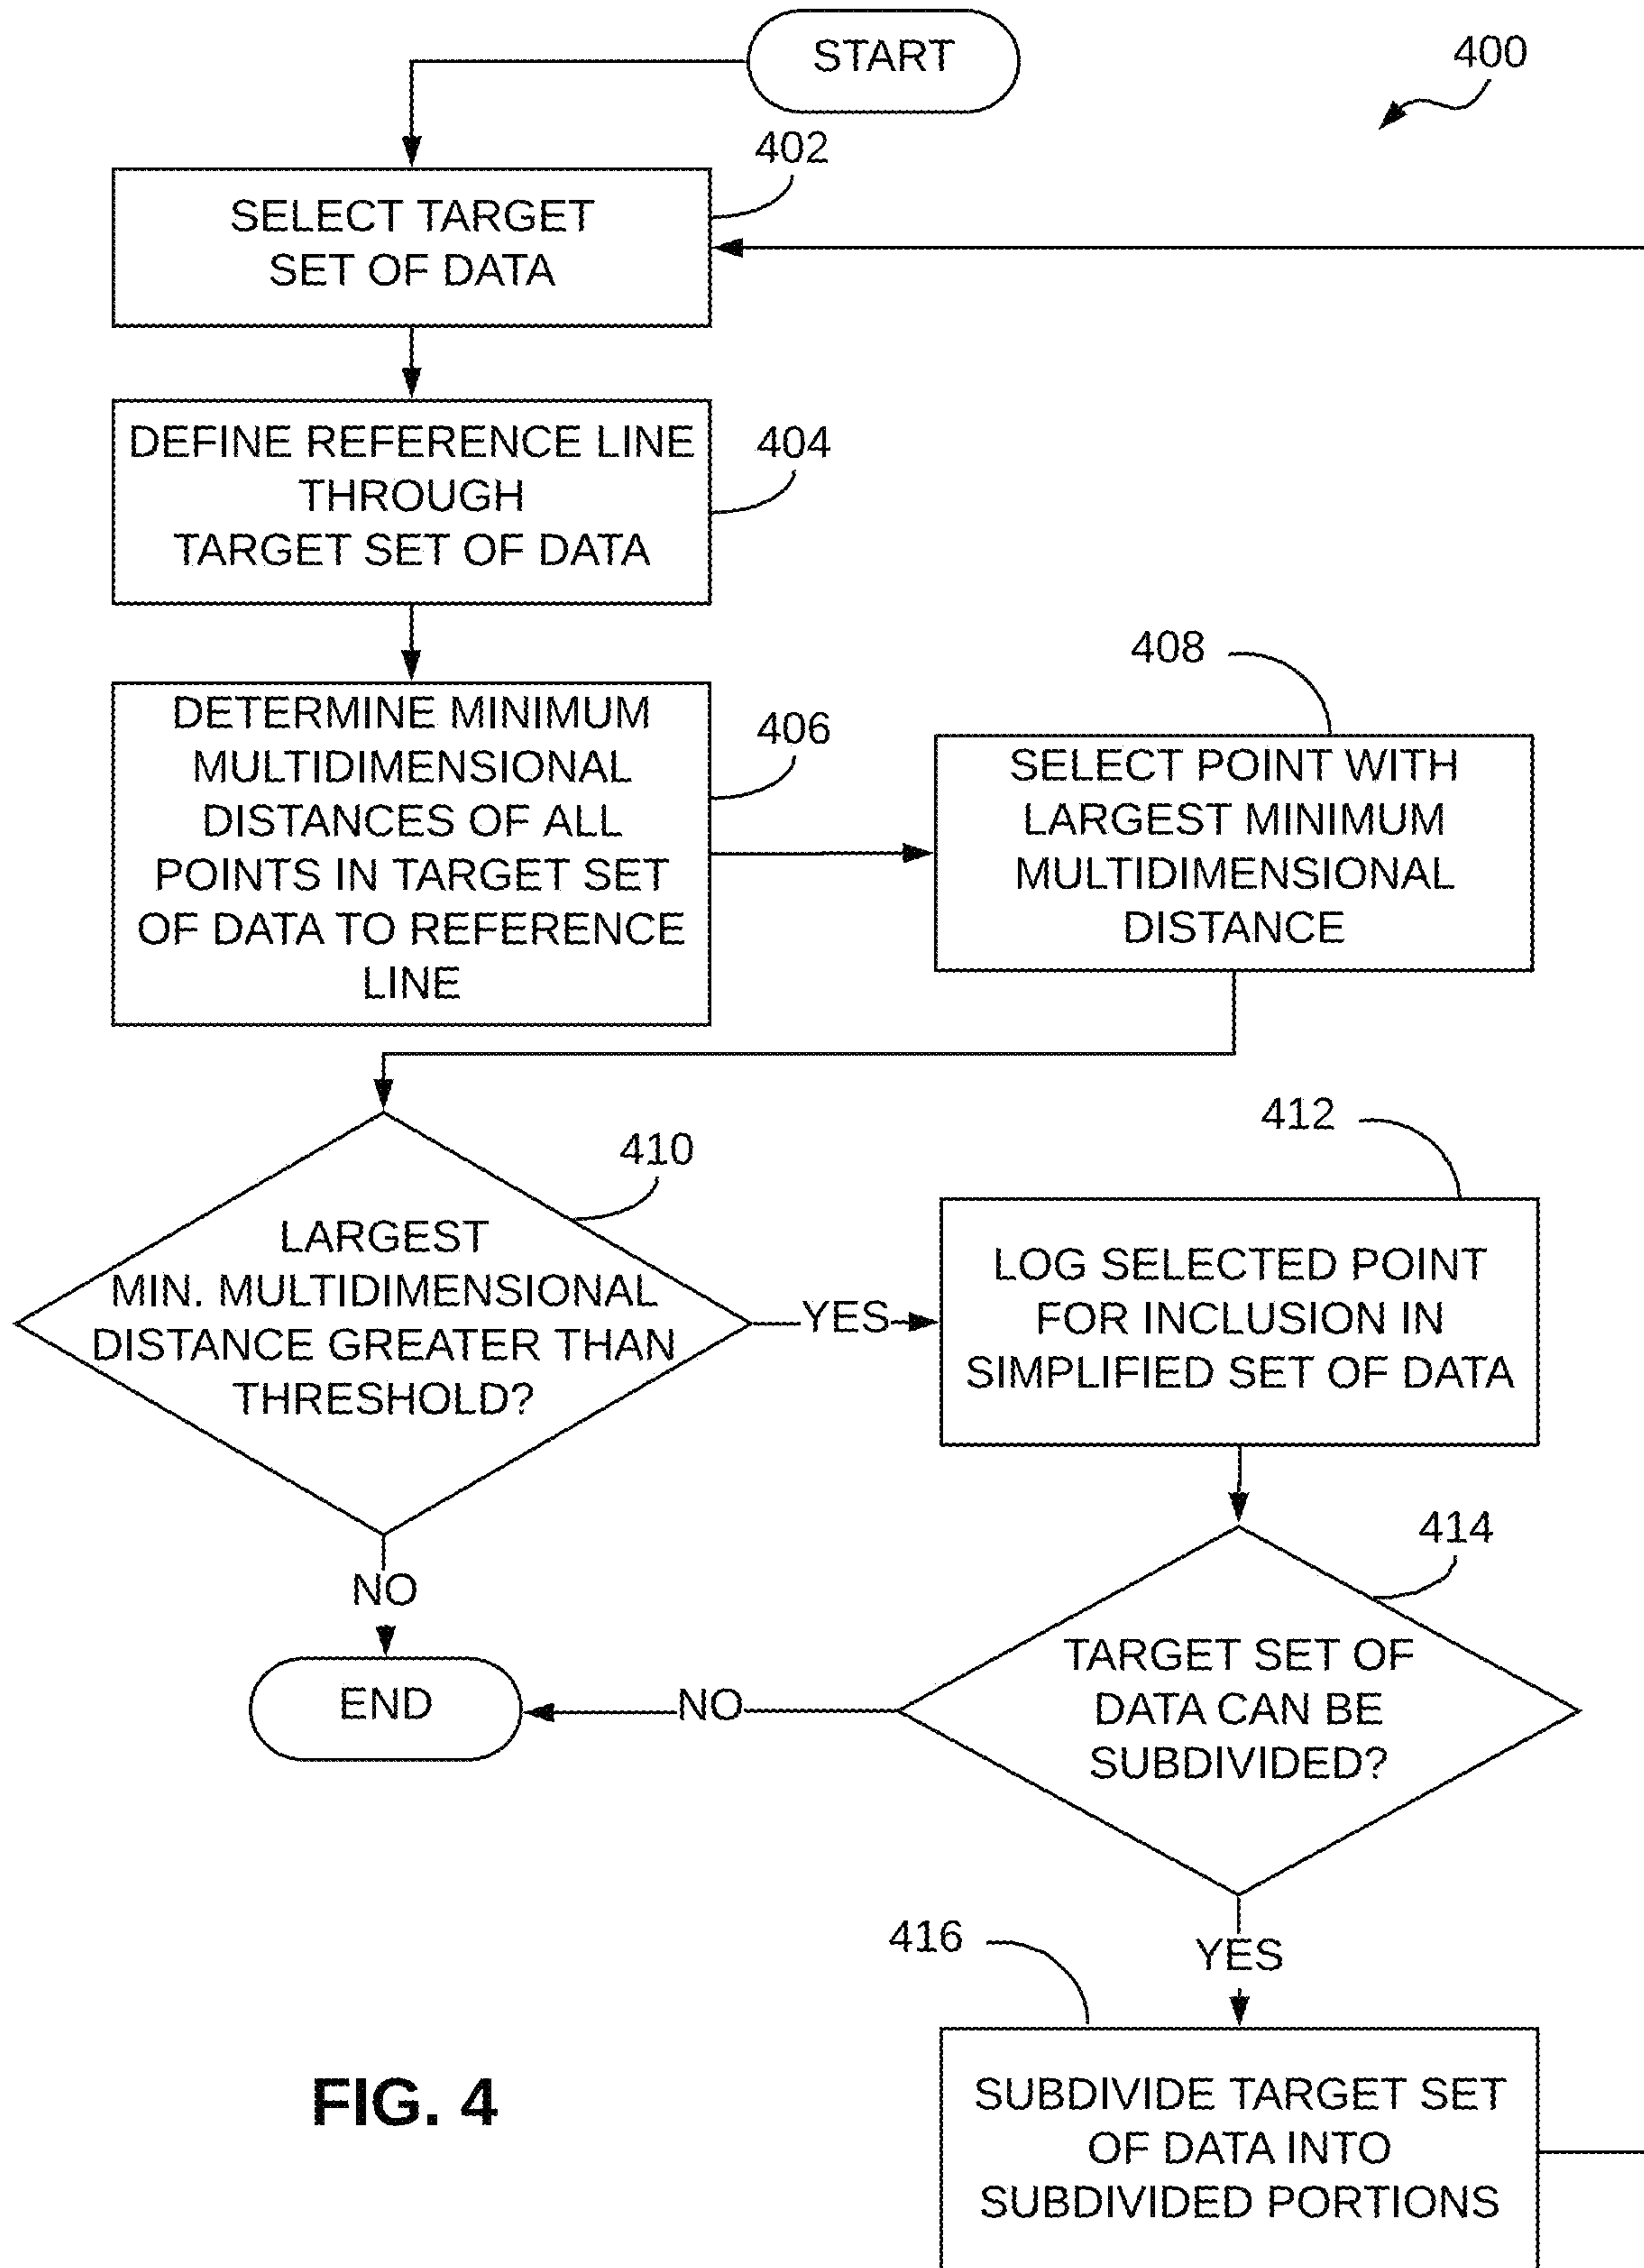 START
400
402
SELECT TARGET
SET OF DATA
DEFINE REFERENCE LINE
THROUGH
TARGET SET OF DATA
404
DETERMINE MINIMUM
MULTIDIMENSIONAL
DISTANCES OF ALL
POINTS IN TARGET SET
OF DATA TO REFERENCE
LINE
406
408
SELECT POINT WITH
LARGEST MINIMUM
MULTIDIMENSIONAL
DISTANCE
410
LARGEST
MIN. MULTIDIMENSIONAL
DISTANCE GREATER THAN
THRESHOLD?
YES
412
LOG SELECTED POINT
FOR INCLUSION IN
SIMPLIFIED SET OF DATA
NO
END
414
TARGET SET OF
DATA CAN BE
SUBDIVIDED?
NO
YES
416
SUBDIVIDE TARGET SET
OF DATA INTO
SUBDIVIDED PORTIONS
FIG. 4